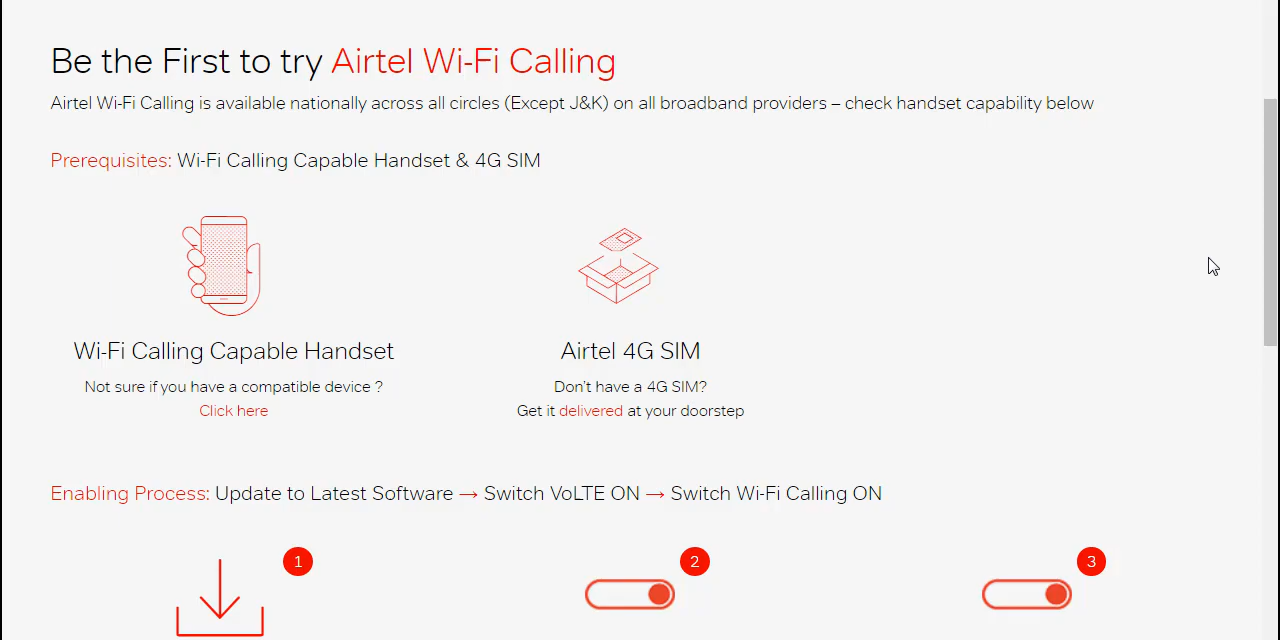 Be the First to try Airtel Wi-Fi Calling
Airtel Wi-Fi Calling is available nationally across all circles (Except J&K) on all broadband providers – check handset capability below
Prerequisites: Wi-Fi Calling Capable Handset & 4G SIM
Wi-Fi Calling Capable Handset
Not sure if you have a compatible device ?
Click here
Airtel 4G SIM
Don't have a 4G SIM?
Get it delivered at your doorstep
Enabling Process: Update to Latest Software → Switch VoLTE ON → Switch Wi-Fi Calling ON
1
2
3